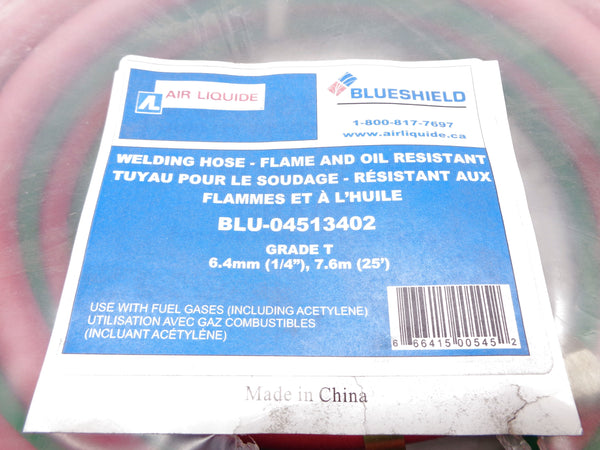 AIR LIQUIDE
BLUESHIELD
1-800-817-7697
www.airliquide.ca
WELDING HOSE - FLAME AND OIL RESISTANT
TUYAU POUR LE SOUDAGE - RÉSISTANT AUX
FLAMMES ET À L'HUILE
BLU-04513402
GRADE T
6.4mm (1/4"), 7.6m (25')
USE WITH FUEL GASES (INCLUDING ACETYLENE)
UTILISATION AVEC GAZ COMBUSTIBLES
(INCLUANT ACÉTYLÈNE)
6 66415 00545 2
Made in China